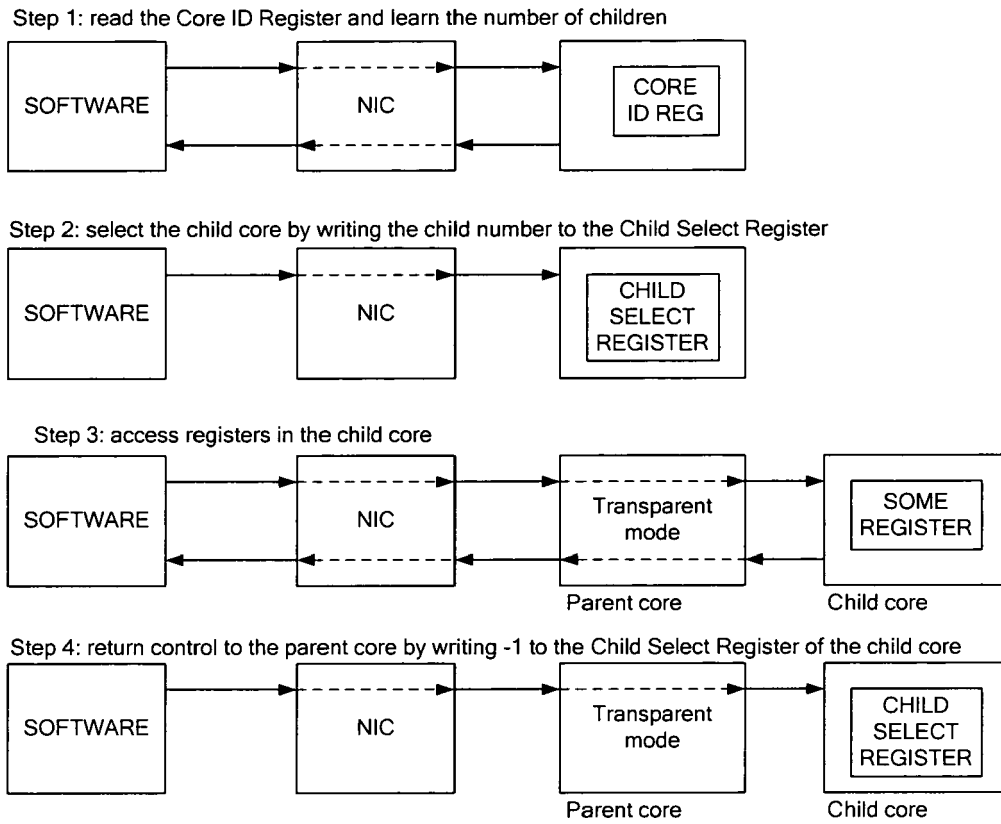 Step 1: read the Core ID Register and learn the number of children
SOFTWARE
NIC
CORE
ID REG
Step 2: select the child core by writing the child number to the Child Select Register
SOFTWARE
NIC
CHILD
SELECT
REGISTER
Step 3: access registers in the child core
SOFTWARE
NIC
Transparent
mode
SOME
REGISTER
Parent core
Child core
Step 4: return control to the parent core by writing -1 to the Child Select Register of the child core
SOFTWARE
NIC
Transparent
mode
CHILD
SELECT
REGISTER
Parent core
Child core